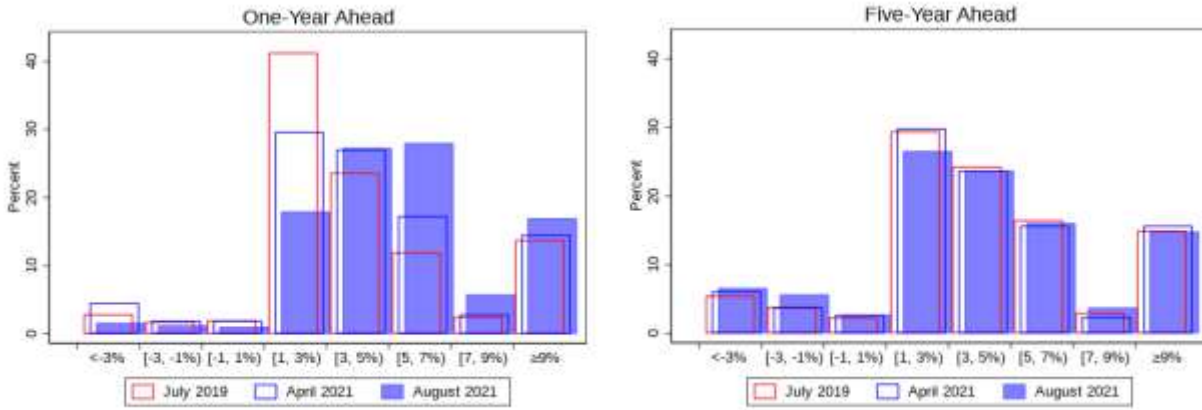 One-Year Ahead
Percent
40
30
20
10
0
<-3% [-3, -1%) [-1, 1%) [1, 3%) [3, 5%) [5, 7%) [7, 9%) ≥9%
July 2019 April 2021 August 2021
Five-Year Ahead
Percent
40
30
20
10
0
<-3% [-3, -1%) [-1, 1%) [1, 3%) [3, 5%) [5, 7%) [7, 9%) ≥9%
July 2019 April 2021 August 2021